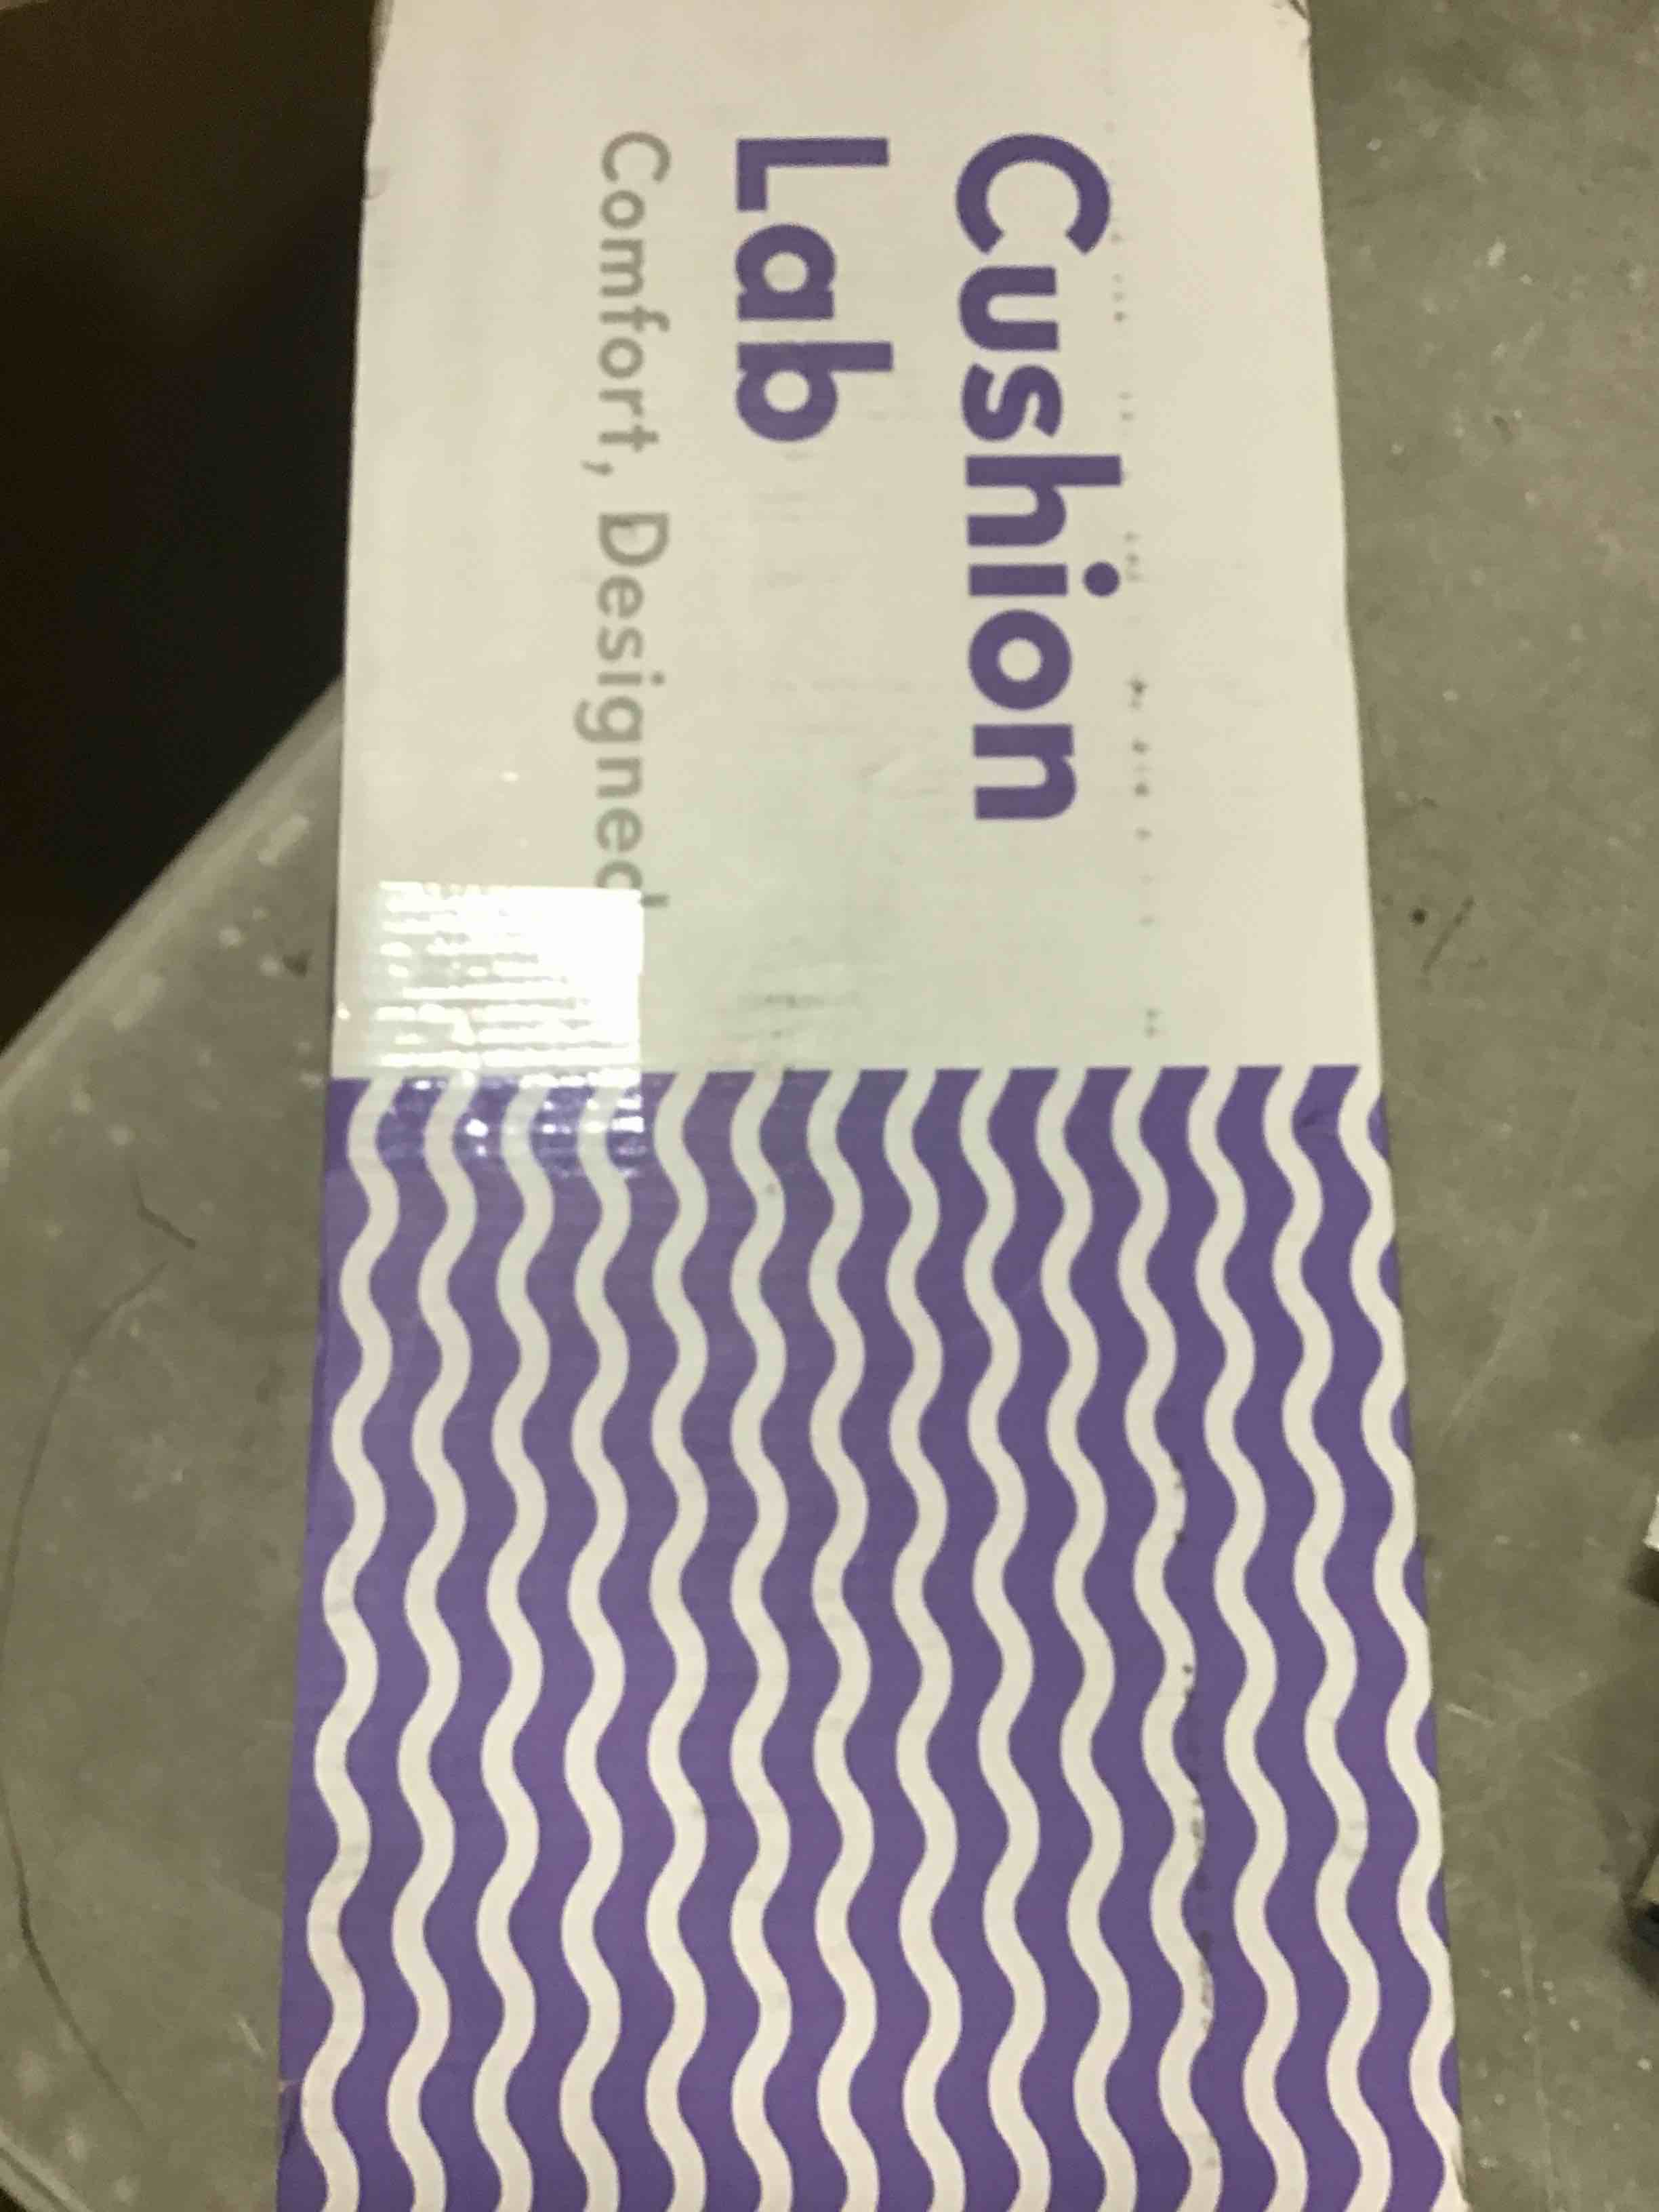 Cushion
Lab
Comfort, Designed